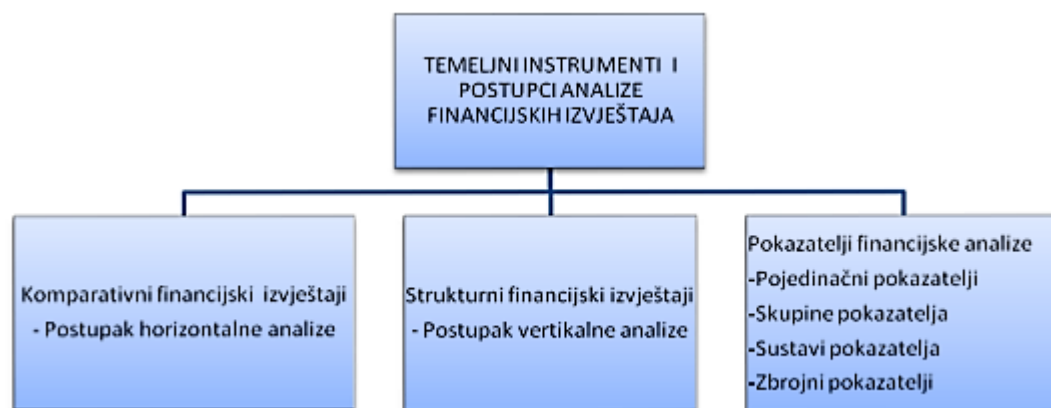 TEMELJNI INSTRUMENTI I
POSTUPCI ANALIZE
FINANCIJSKIH IZVJEŠTAJA
Komparativni financijski izvještaji
- Postupak horizontalne analize
Strukturni financijski izvještaji
- Postupak vertikalne analize
Pokazatelji financijske analize
-Pojedinačni pokazatelji
-Skupine pokazatelja
-Sustavi pokazatelja
-Zbrojni pokazatelji